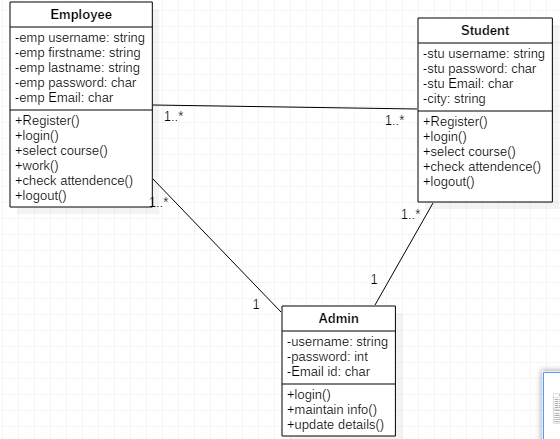 Employee
-emp username: string
-emp firstname: string
-emp lastname: string
-emp password: char
-emp Email: char
+Register()
+login()
+select course()
+work()
+check attendence()
+logout()
Student
-stu username: string
-stu password: char
-stu Email: char
-city: string
+Register()
+login()
+select course()
+check attendence()
+logout()
1..*
1..*
1..*
1..*
1
1
Admin
-username: string
-password: int
-Email id: char
+login()
+maintain info()
+update details()